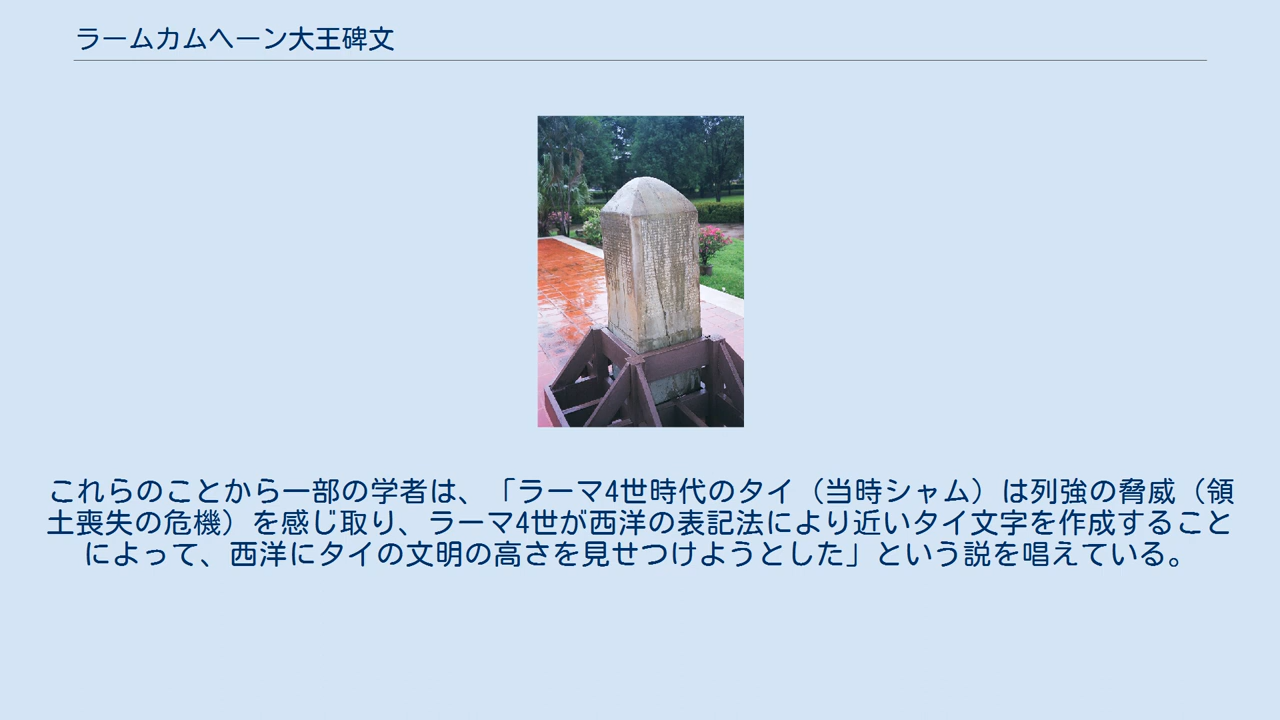 ラームカムヘーン大王碑文
これらのことから一部の学者は、「ラーマ4世時代のタイ（当時シャム）は列強の脅威（領
土喪失の危機）を感じ取り、ラーマ4世が西洋の表記法により近いタイ文字を作成すること
によって、西洋にタイの文明の高さを見せつけようとした」という説を唱えている。